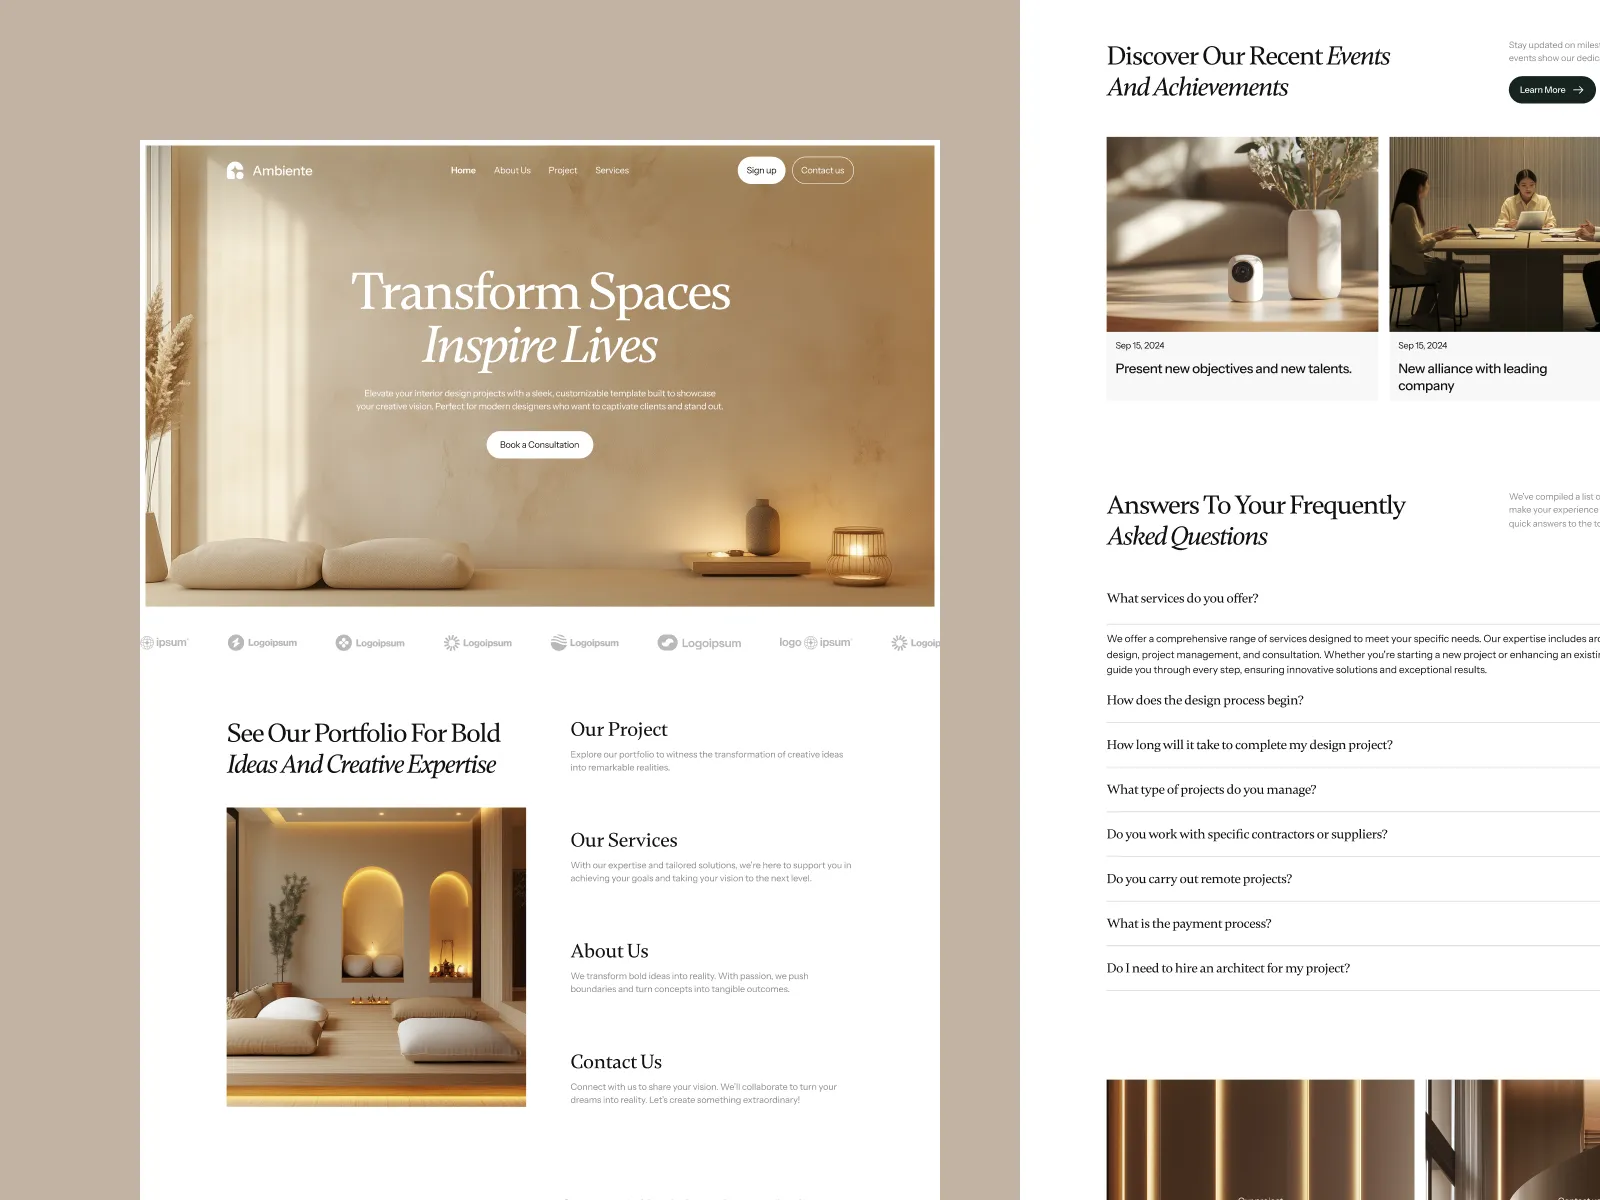 Ambiente
Home
About Us
Project
Services
Sign up
Contact us
Transform Spaces
Inspire Lives
Elevate your interior design projects with a sleek, customizable template built to showcase
your creative vision. Perfect for modern designers who want to captivate clients and stand out.
Book a Consultation
ipsum
Logoipsum
Logoipsum
Logoipsum
Logoipsum
Logoipsum
logo ipsum
Logoip
See Our Portfolio For Bold
Ideas And Creative Expertise
Our Project
Explore our portfolio to witness the transformation of creative ideas
into remarkable realities.
Our Services
With our expertise and tailored solutions, we're here to support you in
achieving your goals and taking your vision to the next level.
About Us
We transform bold ideas into reality. With passion, we push
boundaries and turn concepts into tangible outcomes.
Contact Us
Connect with us to share your vision. We'll collaborate to turn your
dreams into reality. Let's create something extraordinary!
Discover Our Recent Events
And Achievements
Stay updated on miles
events show our dedic
Learn More
Sep 15, 2024
Present new objectives and new talents.
Sep 15, 2024
New alliance with leading
company
Answers To Your Frequently
Asked Questions
We've compiled a list o
make your experience
quick answers to the to
What services do you offer?
We offer a comprehensive range of services designed to meet your specific needs. Our expertise includes arc
design, project management, and consultation. Whether you're starting a new project or enhancing an existin
guide you through every step, ensuring innovative solutions and exceptional results.
How does the design process begin?
How long will it take to complete my design project?
What type of projects do you manage?
Do you work with specific contractors or suppliers?
Do you carry out remote projects?
What is the payment process?
Do I need to hire an architect for my project?